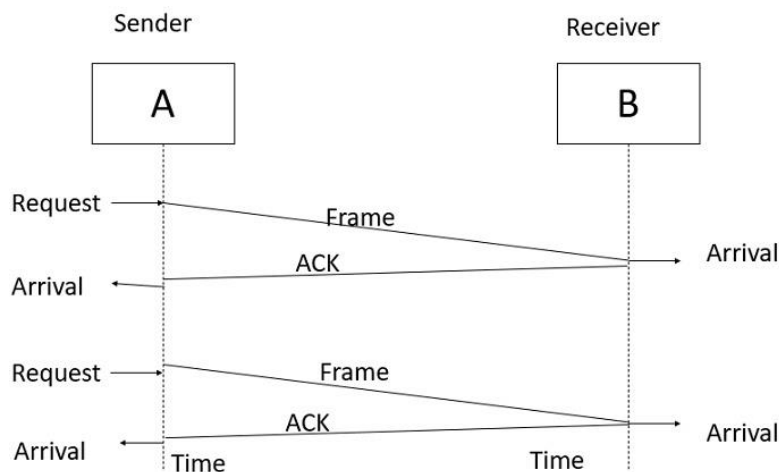 Sender
Receiver
A
B
Request
Frame
Arrival
ACK
Arrival
Request
Frame
ACK
Arrival
Arrival
Time
Time